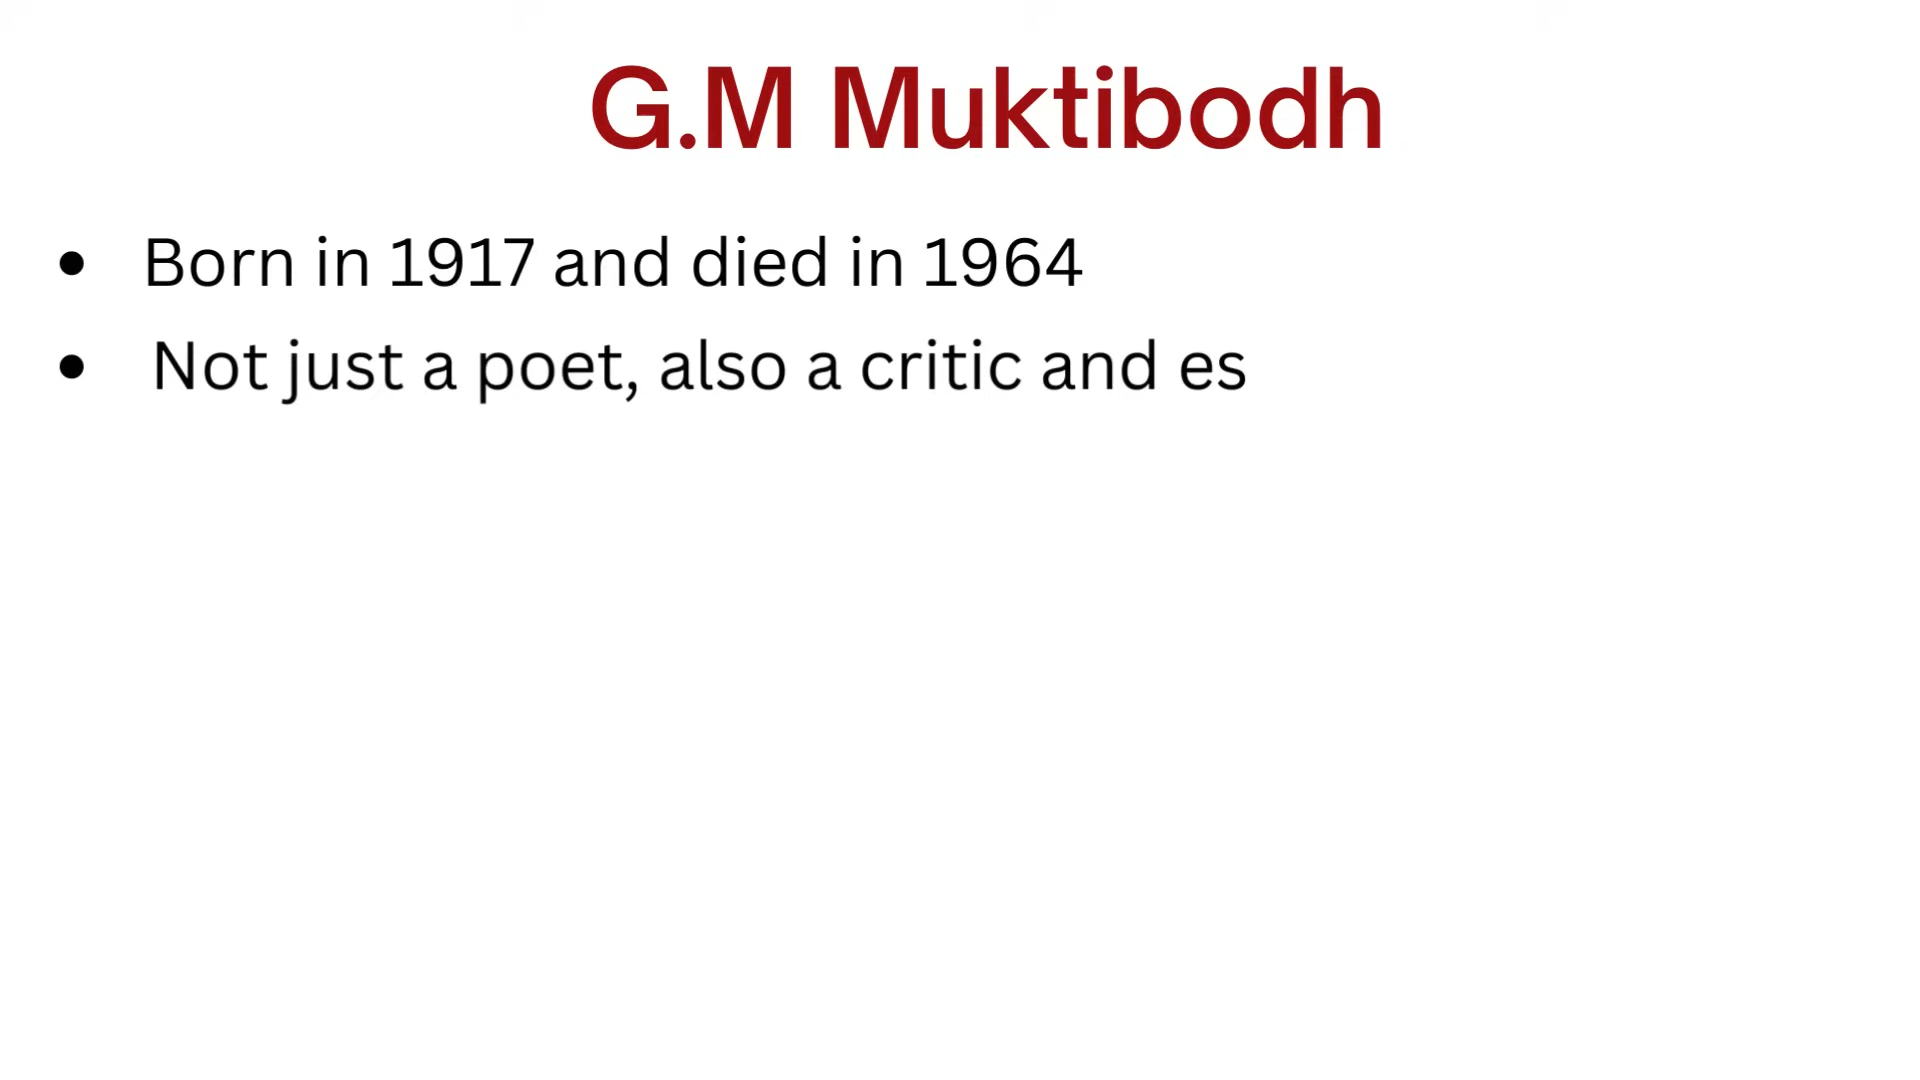 G.M Muktibodh
• Born in 1917 and died in 1964
• Not just a poet, also a critic and es